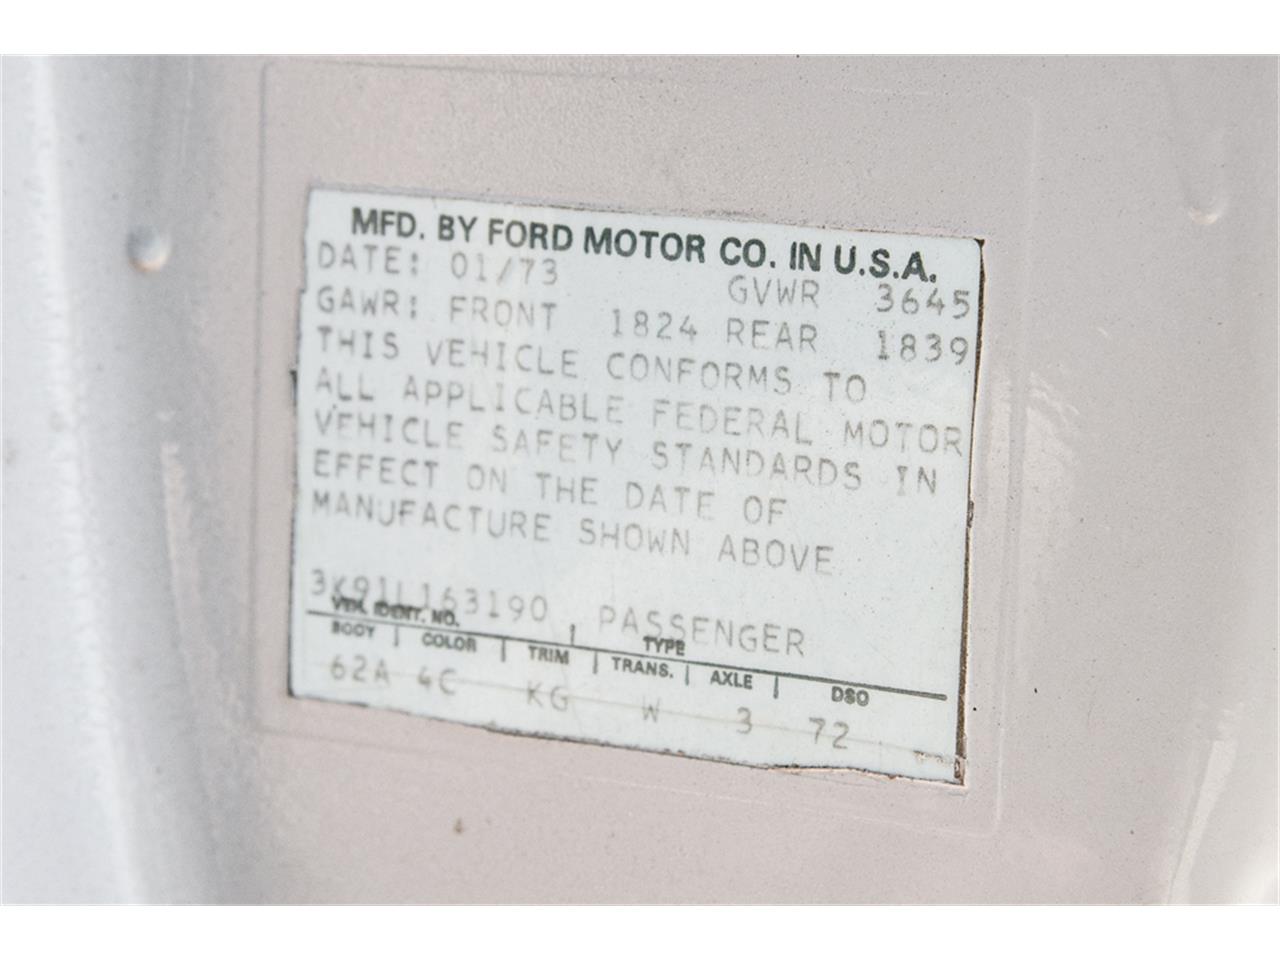 MFD. BY FORD MOTOR CO. IN U.S.A.
DATE: 01/73 GVWR 3645
GAWR: FRONT 1824 REAR 1839
THIS VEHICLE CONFORMS TO
ALL APPLICABLE FEDERAL MOTOR
VEHICLE SAFETY STANDARDS IN
EFFECT ON THE DATE OF
MANUFACTURE SHOWN ABOVE
3K91L163190 PASSENGER
VEH. IDENT. NO. TYPE
BODY COLOR TRIM TRANS. AXLE DSO
62A 4C KG W 3 72